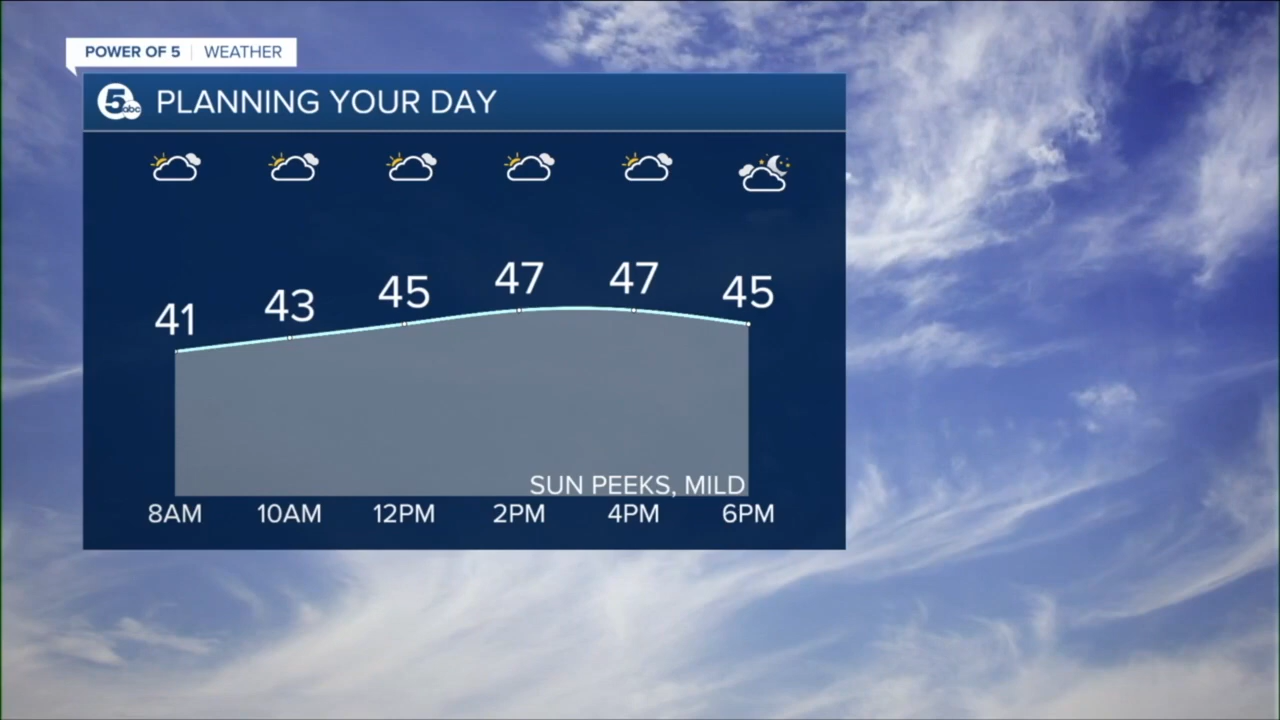 POWER OF 5 | WEATHER
5 abc PLANNING YOUR DAY
41 43 45 47 47 45
SUN PEEKS, MILD
8AM 10AM 12PM 2PM 4PM 6PM